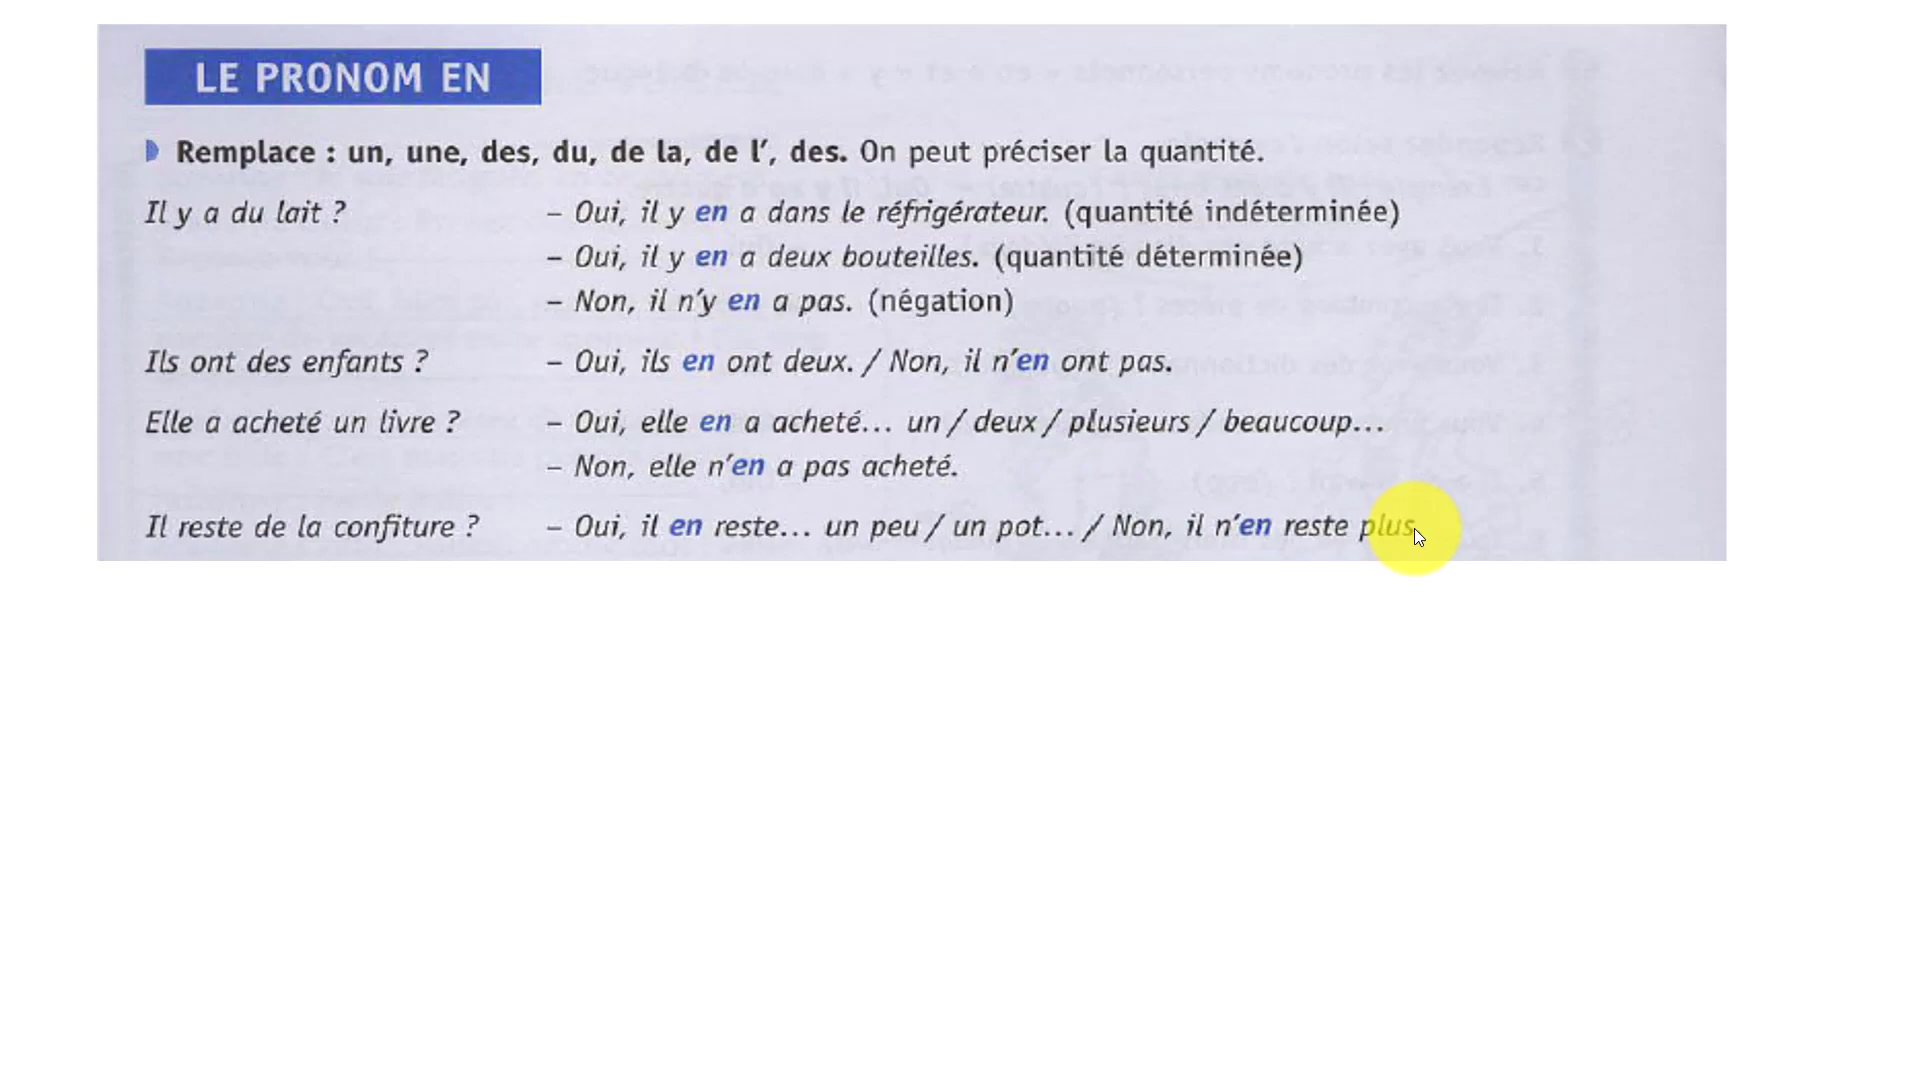 LE PRONOM EN
Remplace : un, une, des, du, de la, de l', des. On peut préciser la quantité.
Il y a du lait ? – Oui, il y en a dans le réfrigérateur. (quantité indéterminée)
– Oui, il y en a deux bouteilles. (quantité déterminée)
– Non, il n'y en a pas. (négation)
Ils ont des enfants ? – Oui, ils en ont deux. / Non, il n'en ont pas.
Elle a acheté un livre ? – Oui, elle en a acheté... un / deux / plusieurs / beaucoup...
– Non, elle n'en a pas acheté.
Il reste de la confiture ? – Oui, il en reste... un peu / un pot... / Non, il n'en reste plus.